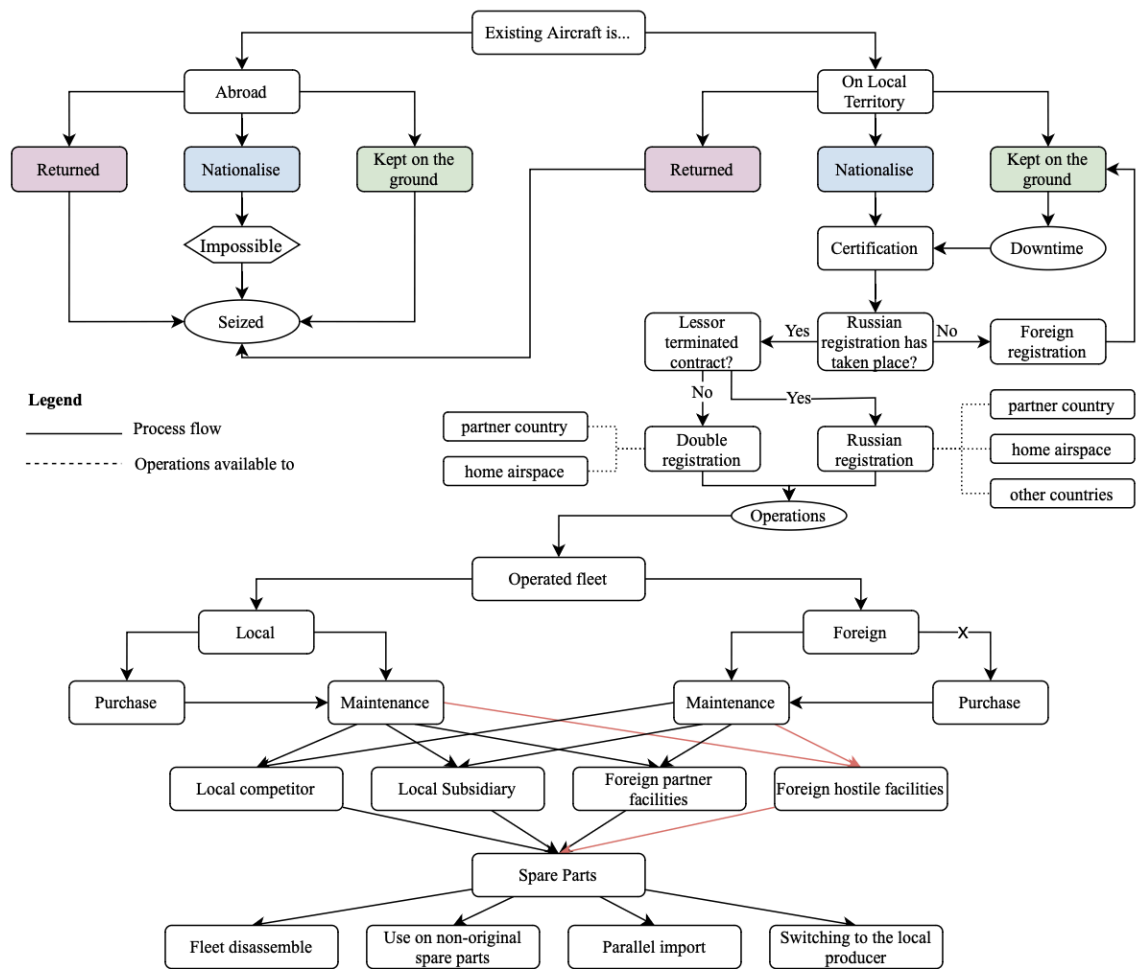 Existing Aircraft is...
Abroad
On Local
Territory
Returned
Nationalise
Kept on the
ground
Returned
Nationalise
Kept on the
ground
Impossible
Certification
Downtime
Seized
Lessor
terminated
contract?
Yes
Russian
registration has
taken place?
No
Foreign
registration
Legend
Process flow
Operations available to
No
Yes
partner country
home airspace
Double
registration
Russian
registration
partner country
home airspace
other countries
Operations
Operated fleet
Local
Foreign
X
Purchase
Maintenance
Maintenance
Purchase
Local competitor
Local Subsidiary
Foreign partner
facilities
Foreign hostile facilities
Spare Parts
Fleet disassemble
Use on non-original
spare parts
Parallel import
Switching to the local
producer